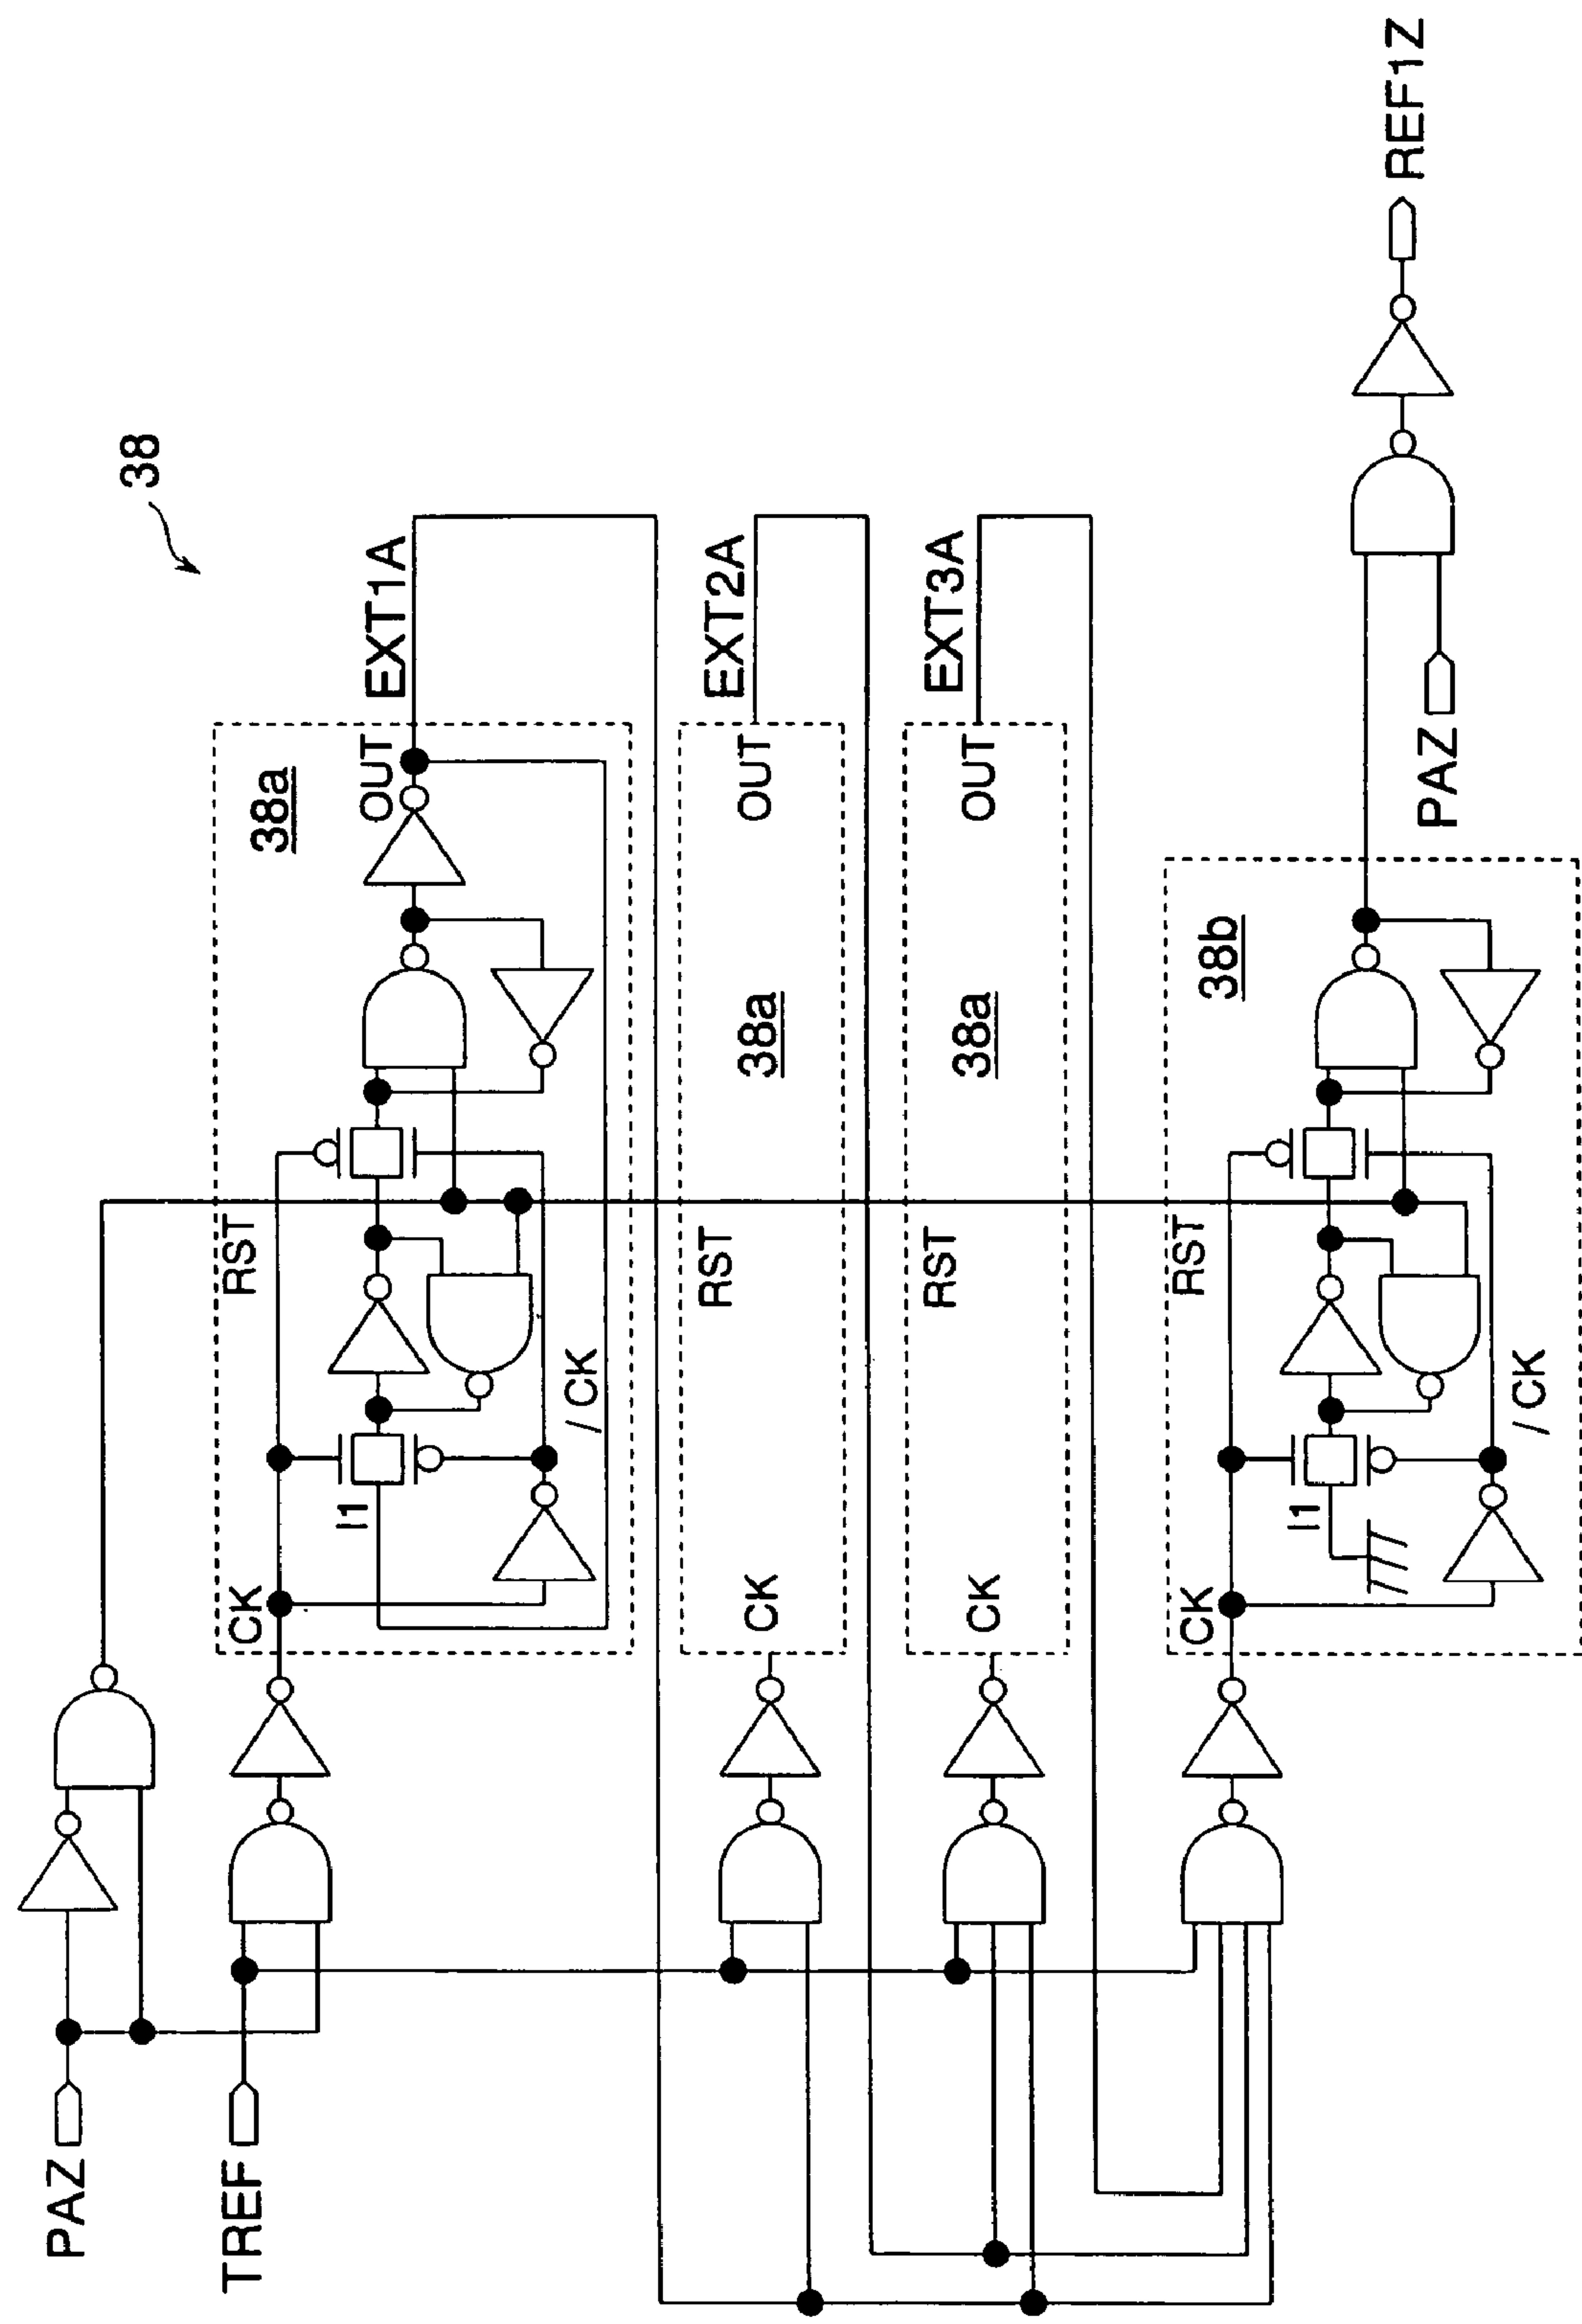 38
PAZ
TREF
CK
I1
/ CK
RST
38a
OUT
EXT1A
CK
RST
38a
OUT
EXT2A
CK
RST
38a
OUT
EXT3A
CK
I1
/ CK
RST
38b
PAZ
REF1Z